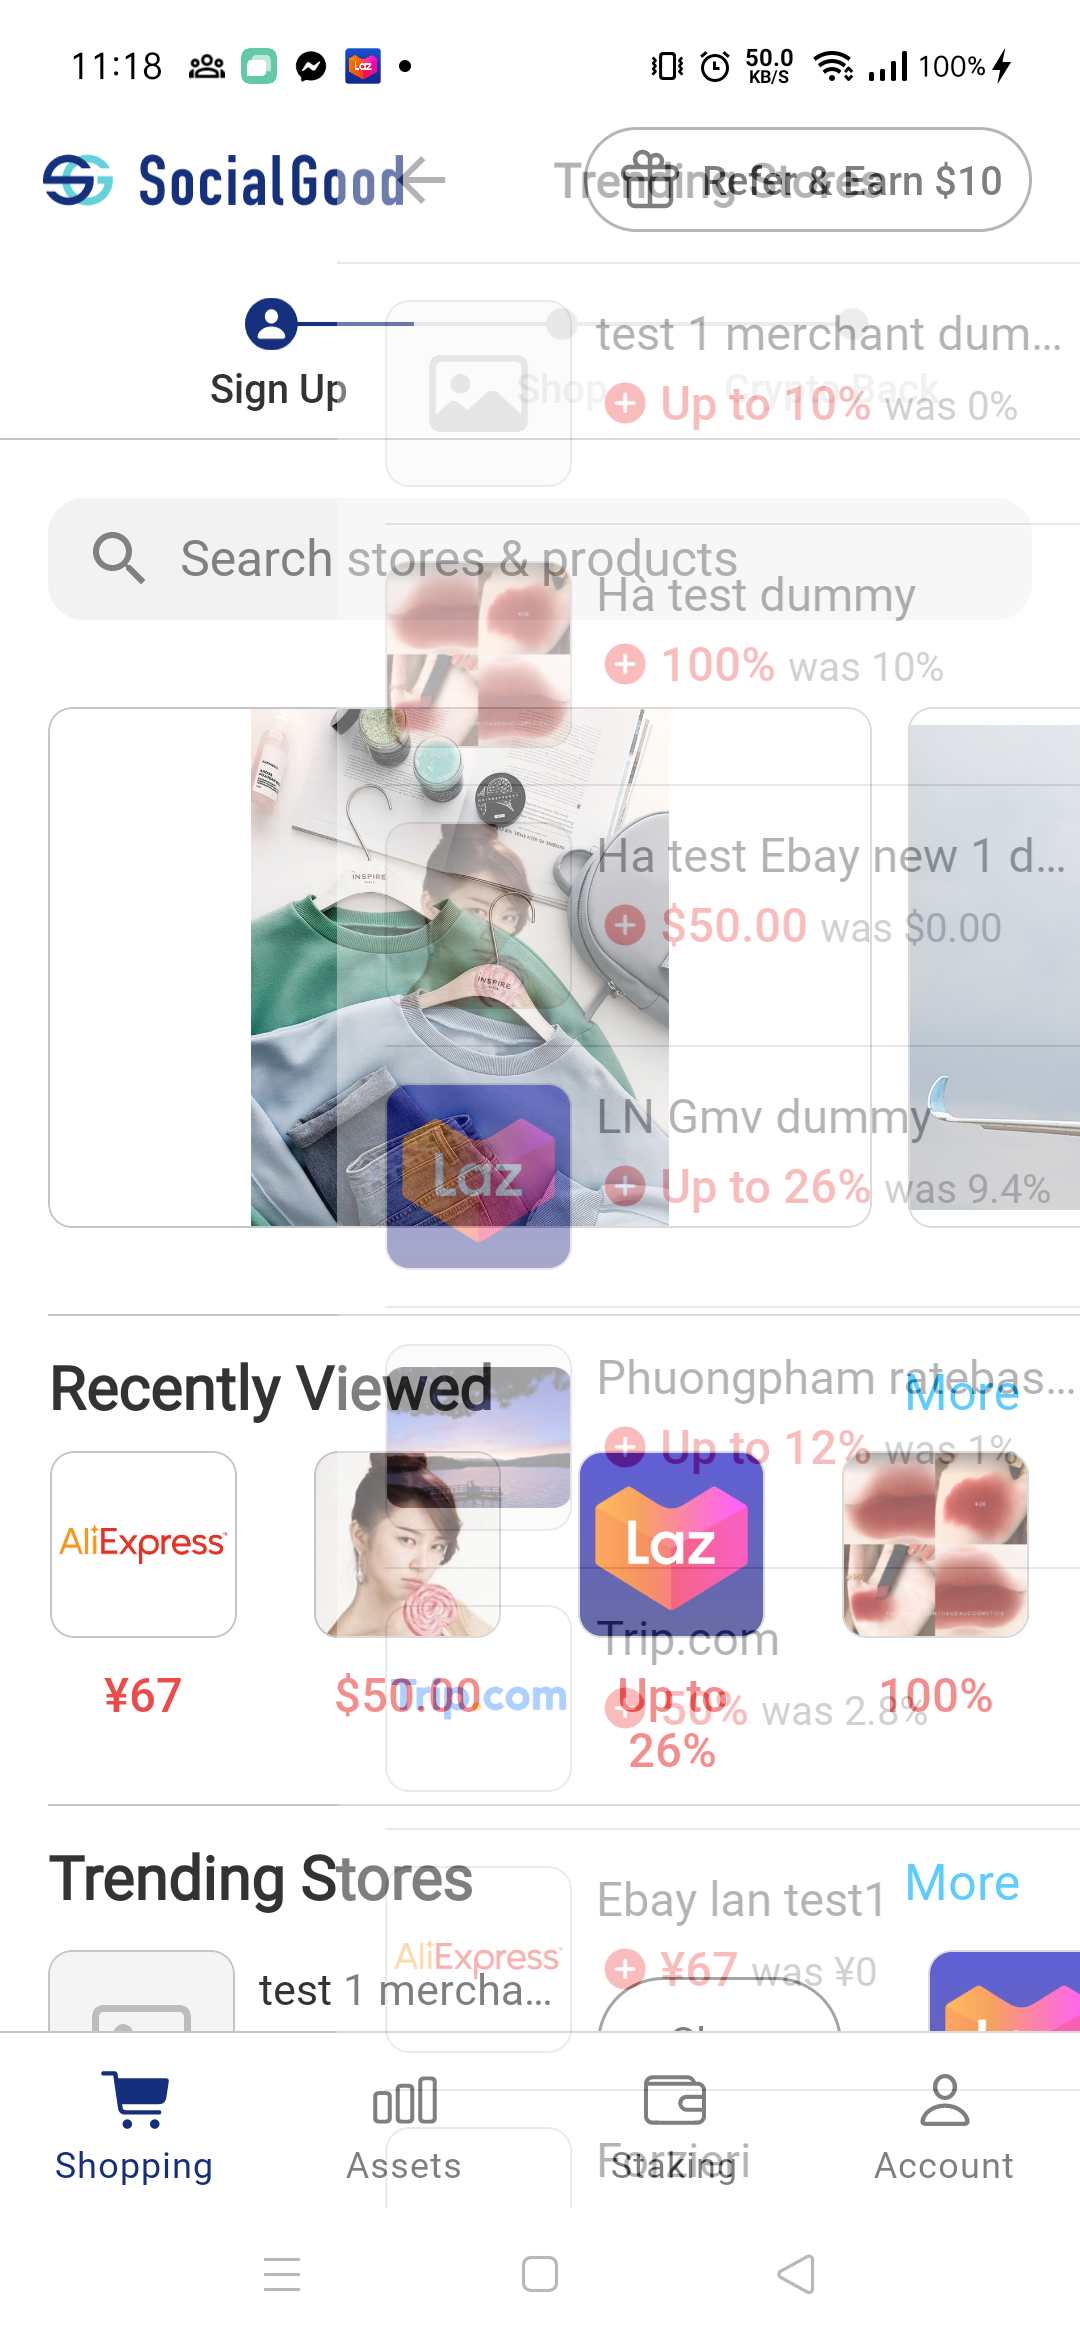 11:18
Laz
50.0
KB/S
100%
SocialGood
Trending Stores
Refer & Earn $10
Sign Up
Shop
Crypto Back
test 1 merchant dum...
Up to 10% was 0%
Search stores & products
Hà test dummy
100% was 10%
INSPIRE
INSPIRE
Ha test Ebay new 1 d...
$50.00 was $0.00
Laz
LN Gmv dummy
Up to 26% was 9.4%
Recently Viewed
More
Phuongpham ratebas...
Up to 12% was 1%
AliExpress
Laz
¥67
$50.00
Up to
26%
100%
Trip.com
Trip.com
50% was 2.8%
Trending Stores
More
Ebay lan test1
AliExpress
¥67 was ¥0
test 1 mercha...
Shopping
Assets
Staking
Account
Forzieri